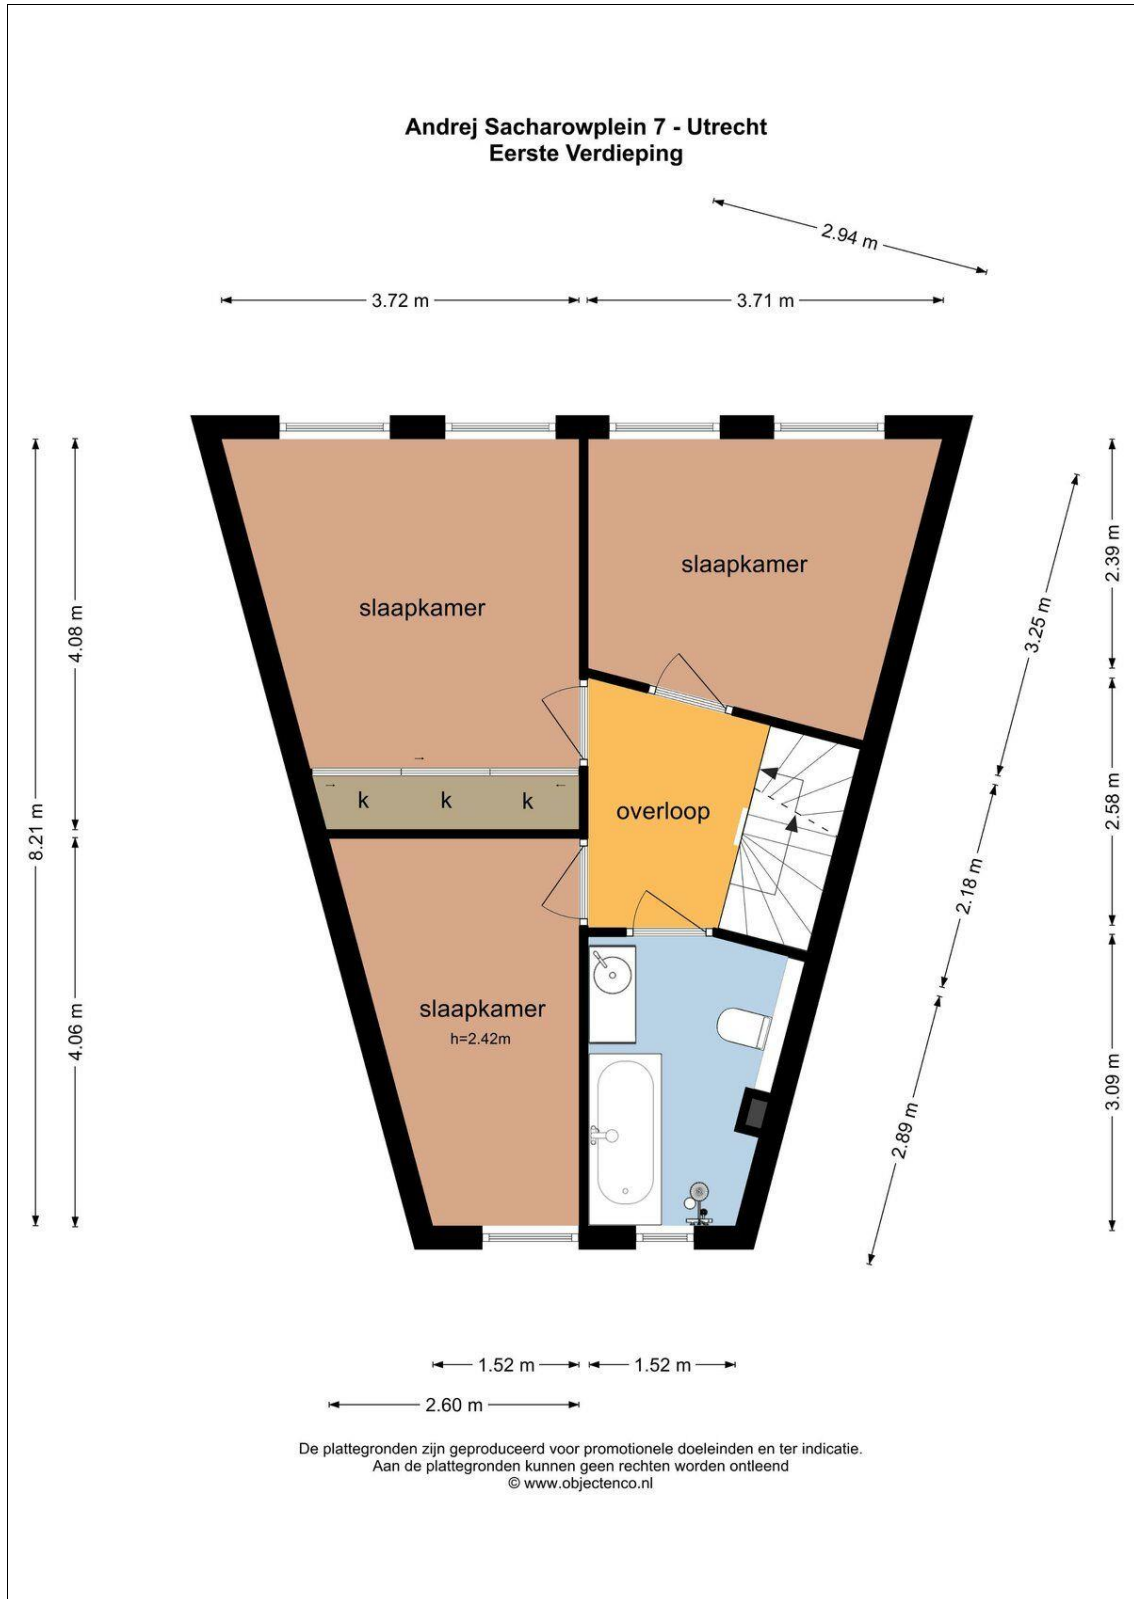 Andrej Sacharowplein 7 - Utrecht
Eerste Verdieping
2.94 m
3.72 m
3.71 m
slaapkamer
slaapkamer
2.39 m
3.25 m
4.08 m
8.21 m
k
k
k
overloop
2.58 m
2.18 m
slaapkamer
h=2.42m
4.06 m
3.09 m
2.89 m
1.52 m
1.52 m
2.60 m
De plattegronden zijn geproduceerd voor promotionele doeleinden en ter indicatie.
Aan de plattegronden kunnen geen rechten worden ontleend
© www.objectenco.nl